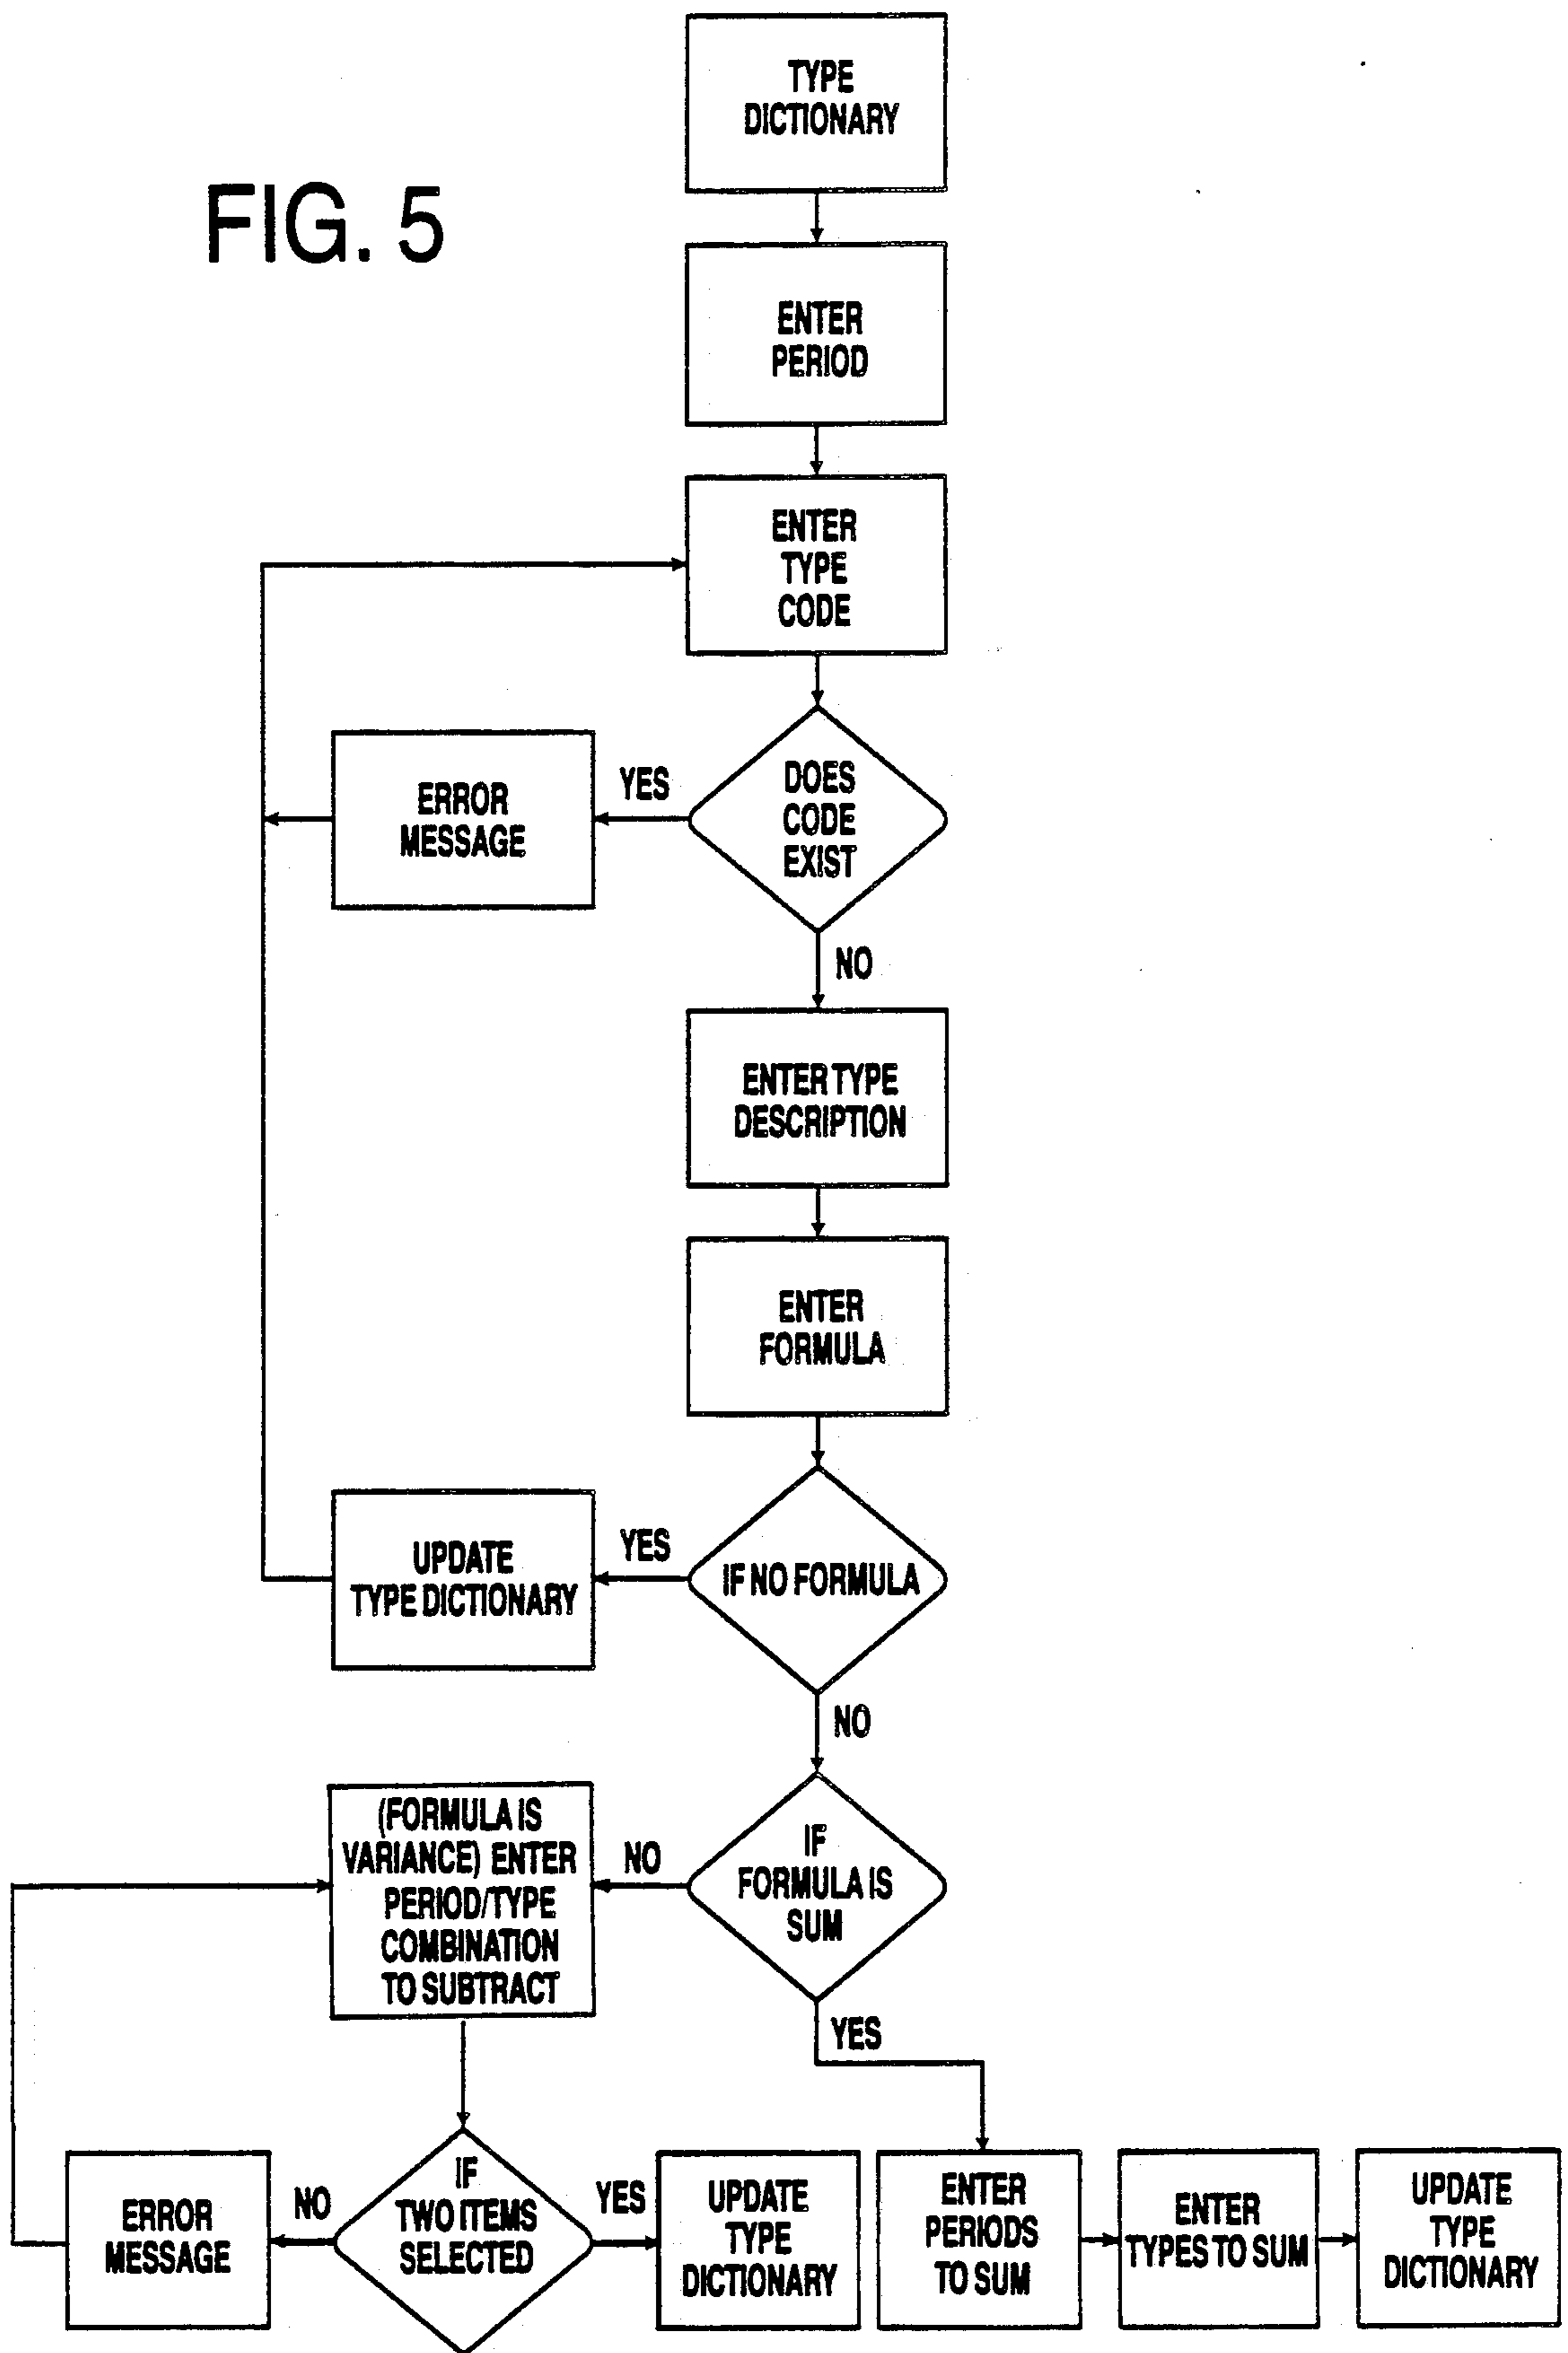 TYPE
DICTIONARY
FIG. 5
ENTER
PERIOD
ENTER
TYPE
CODE
DOES
CODE
EXIST
YES
ERROR
MESSAGE
NO
ENTER TYPE
DESCRIPTION
ENTER
FORMULA
IF NO FORMULA
YES
UPDATE
TYPE DICTIONARY
NO
IF
FORMULA IS
SUM
NO
(FORMULA IS
VARIANCE) ENTER
PERIOD/TYPE
COMBINATION
TO SUBTRACT
YES
IF
TWO ITEMS
SELECTED
NO
ERROR
MESSAGE
YES
UPDATE
TYPE
DICTIONARY
ENTER
PERIODS
TO SUM
ENTER
TYPES TO SUM
UPDATE
TYPE
DICTIONARY